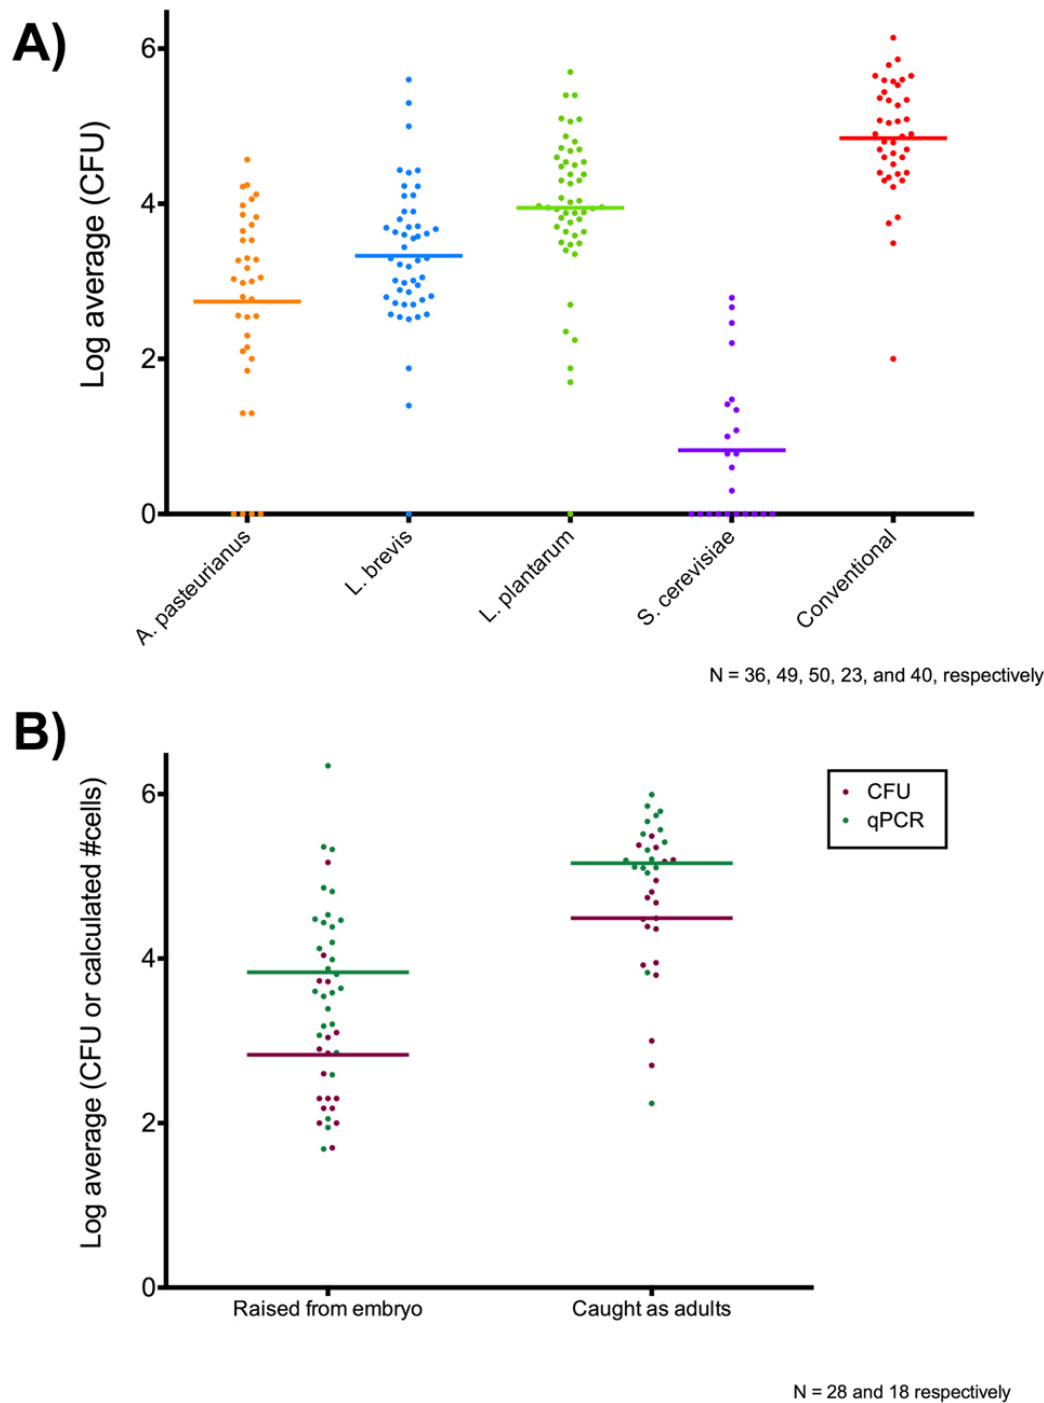 A)
Log average (CFU)
6
4
2
0
A. pasteurianus
L. brevis
L. plantarum
S. cerevisiae
Conventional
N = 36, 49, 50, 23, and 40, respectively
B)
Log average (CFU or calculated #cells)
6
4
2
0
CFU
qPCR
Raised from embryo
Caught as adults
N = 28 and 18 respectively